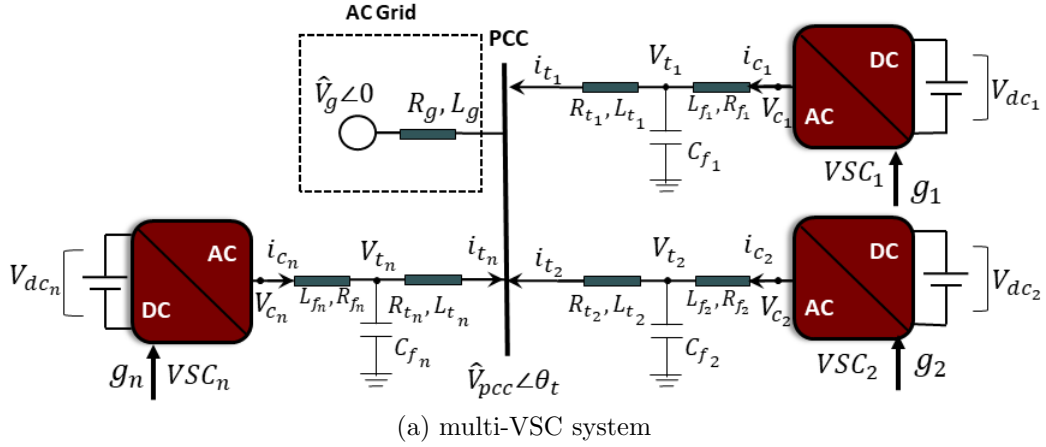 AC Grid
PCC
V̂_g∠0
R_g, L_g
i_{t_1}
V_{t_1}
i_{c_1}
DC
AC
V_{dc_1}
R_{t_1}, L_{t_1}
L_{f_1}, R_{f_1}
V_{c_1}
C_{f_1}
VSC_1
g_1
V_{dc_n}
AC
DC
i_{c_n}
V_{t_n}
i_{t_n}
V_{c_n}
L_{f_n}, R_{f_n}
R_{t_n}, L_{t_n}
C_{f_n}
g_n
VSC_n
i_{t_2}
V_{t_2}
i_{c_2}
DC
AC
V_{dc_2}
R_{t_2}, L_{t_2}
L_{f_2}, R_{f_2}
V_{c_2}
C_{f_2}
VSC_2
g_2
V̂_{pcc}∠θ_t
(a) multi-VSC system